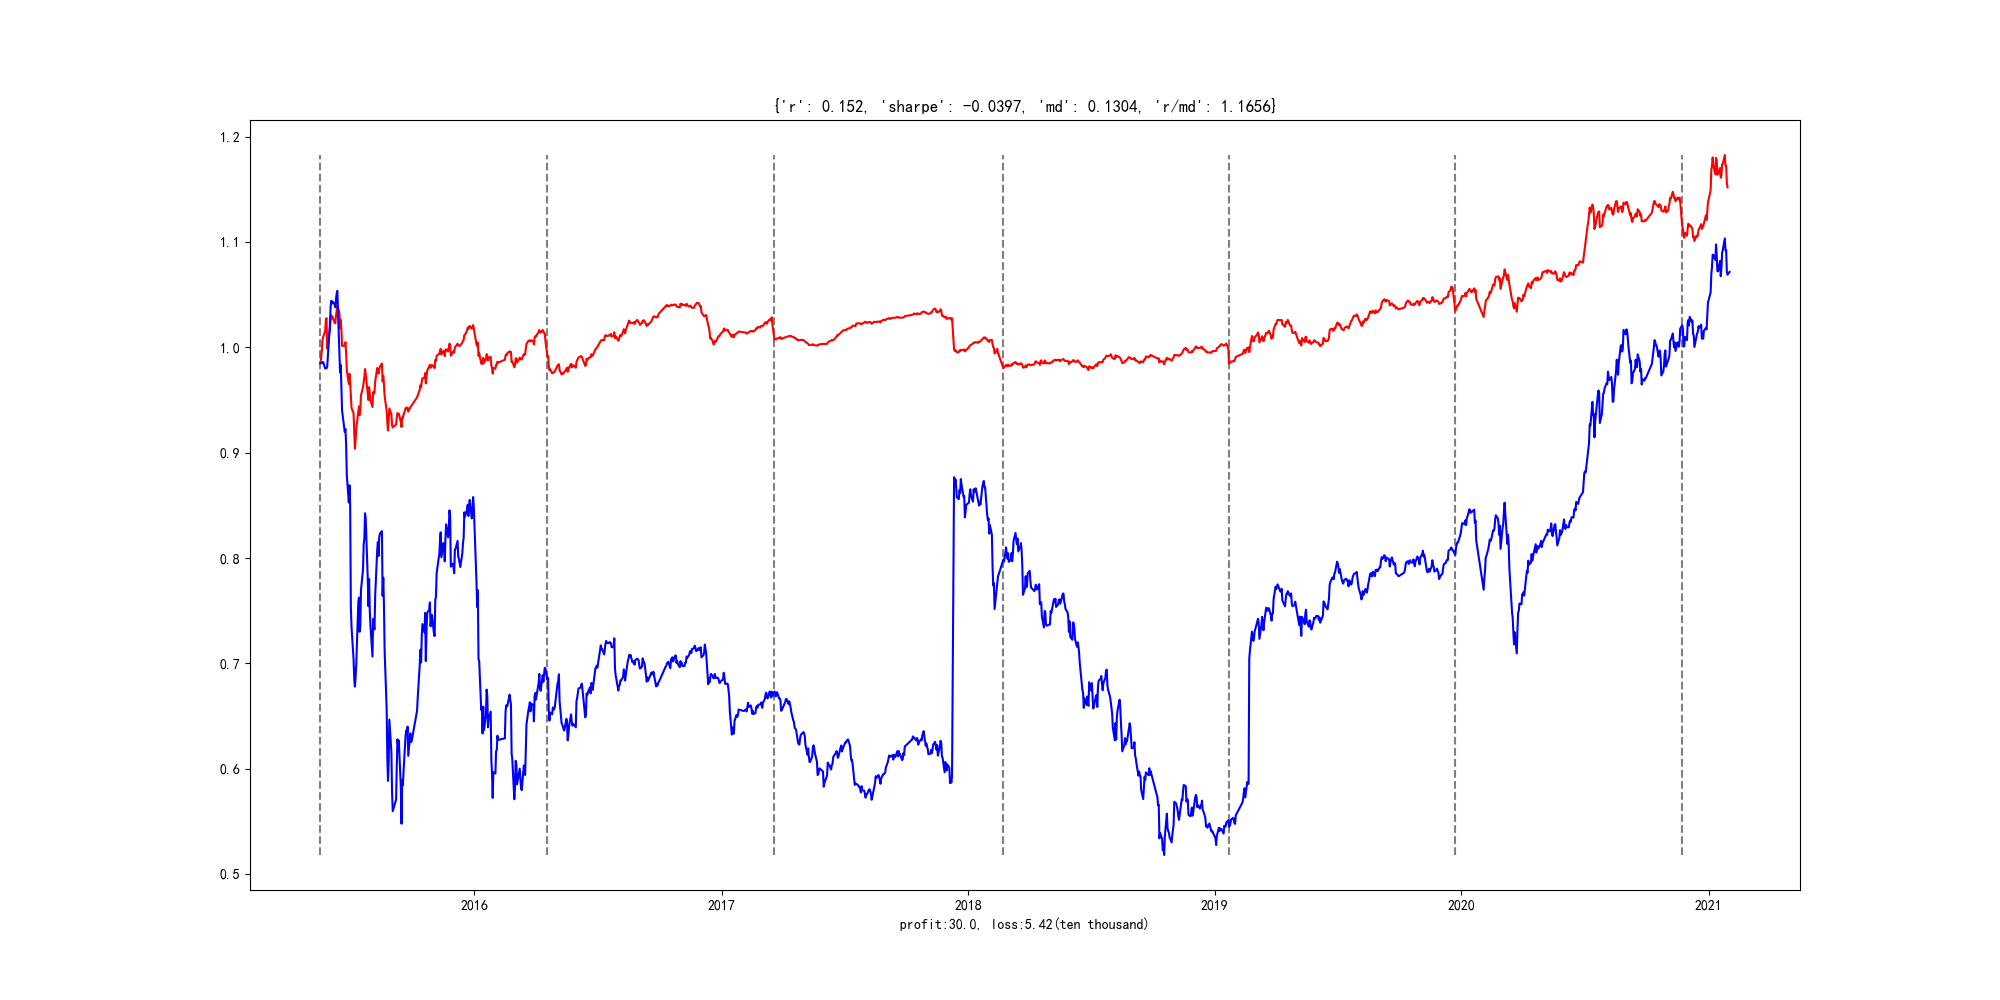 {'r': 0.152, 'sharpe': -0.0397, 'md': 0.1304, 'r/md': 1.1656}
1.2
1.1
1.0
0.9
0.8
0.7
0.6
0.5
2016 2017 2018 2019 2020 2021
profit:30.0, loss:5.42(ten thousand)